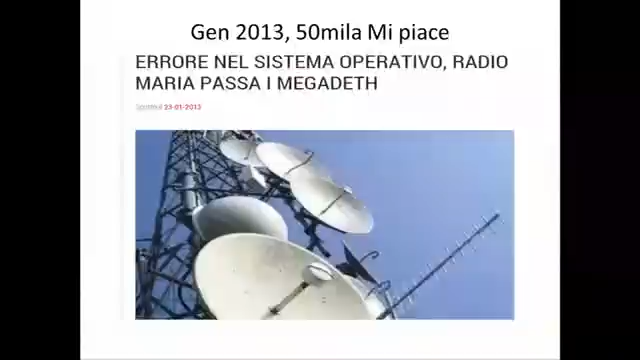 Gen 2013, 50mila Mi piace
ERRORE NEL SISTEMA OPERATIVO, RADIO
MARIA PASSA I MEGADETH
23-01-2013